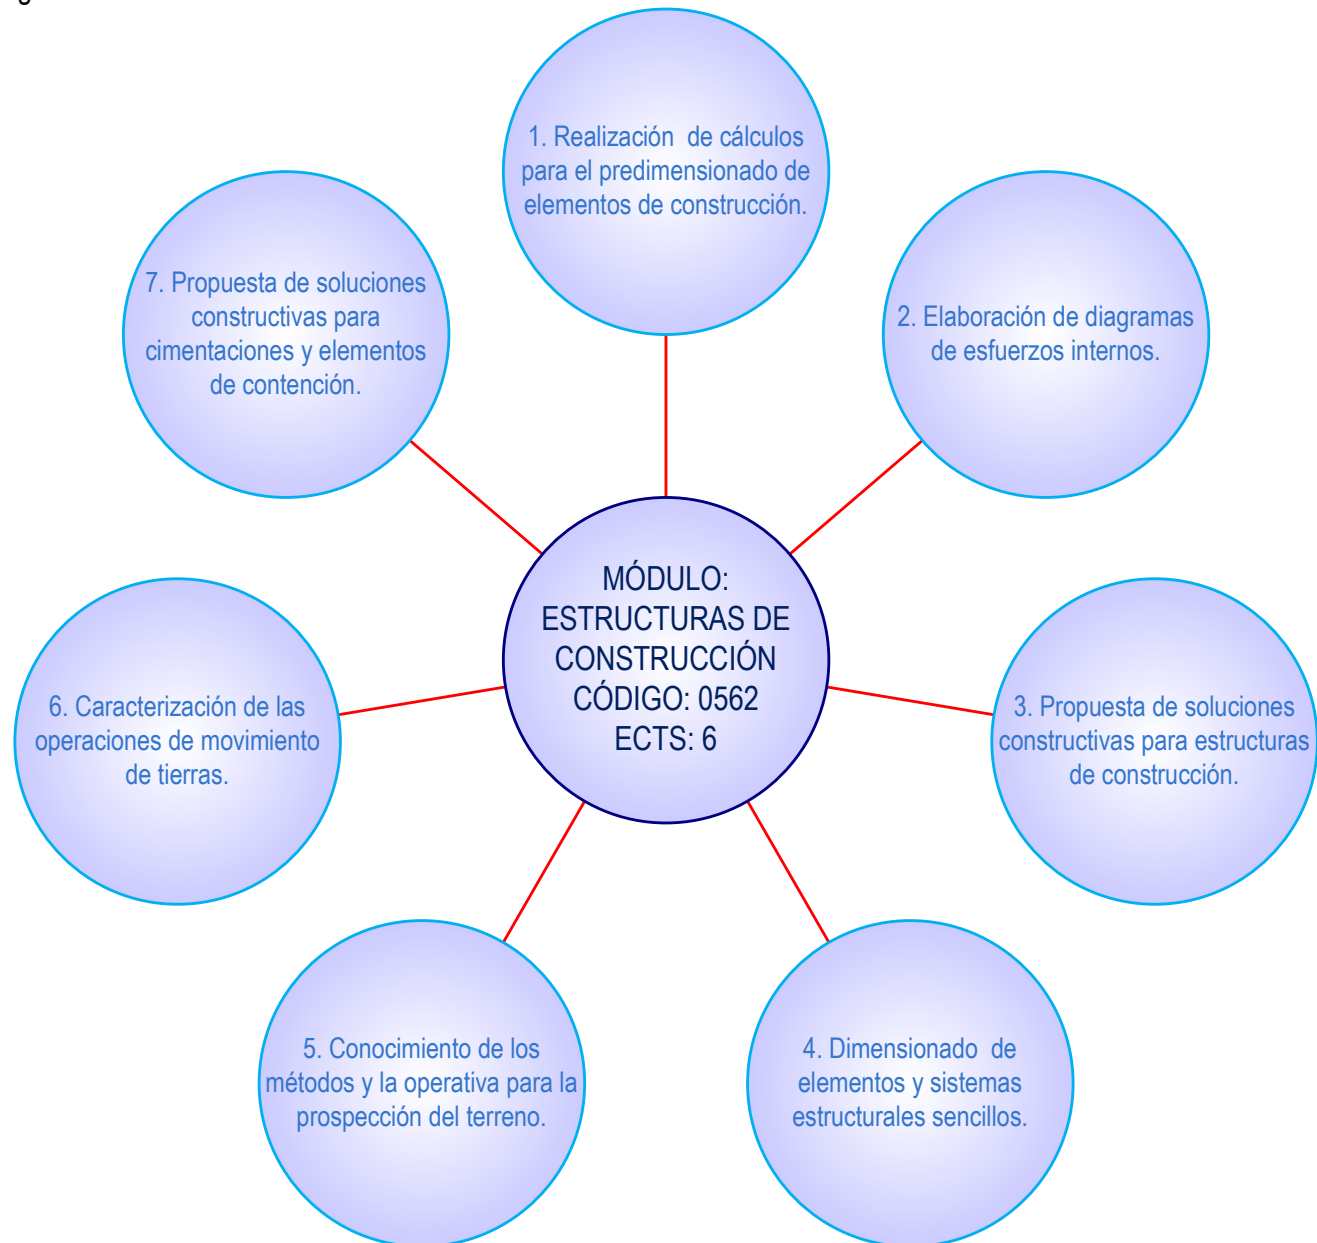 1. Realización de cálculos
para el predimensionado de
elementos de construcción.
2. Elaboración de diagramas
de esfuerzos internos.
3. Propuesta de soluciones
constructivas para estructuras
de construcción.
4. Dimensionado de
elementos y sistemas
estructurales sencillos.
5. Conocimiento de los
métodos y la operativa para la
prospección del terreno.
6. Caracterización de las
operaciones de movimiento
de tierras.
7. Propuesta de soluciones
constructivas para
cimentaciones y elementos
de contención.
MÓDULO:
ESTRUCTURAS DE
CONSTRUCCIÓN
CÓDIGO: 0562
ECTS: 6